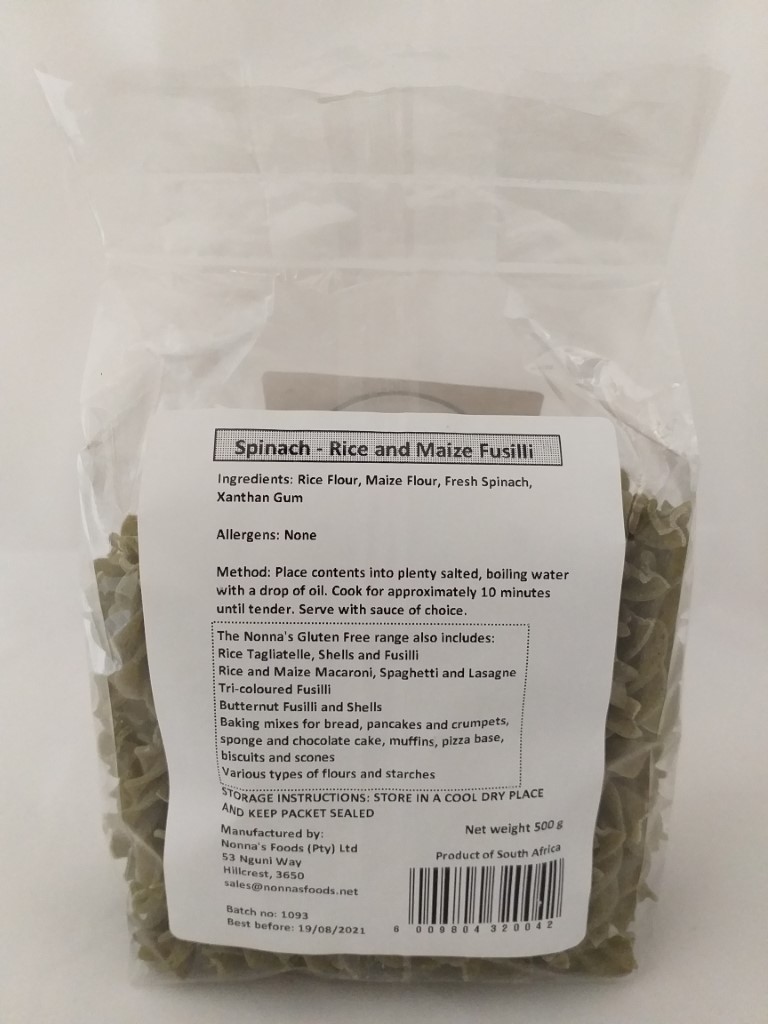 Spinach - Rice and Maize Fusilli
Ingredients: Rice Flour, Maize Flour, Fresh Spinach,
Xanthan Gum
Allergens: None
Method: Place contents into plenty salted, boiling water
with a drop of oil. Cook for approximately 10 minutes
until tender. Serve with sauce of choice.
The Nonna's Gluten Free range also includes:
Rice Tagliatelle, Shells and Fusilli
Rice and Maize Macaroni, Spaghetti and Lasagne
Tri-coloured Fusilli
Butternut Fusilli and Shells
Baking mixes for bread, pancakes and crumpets,
sponge and chocolate cake, muffins, pizza base,
biscuits and scones
Various types of flours and starches
STORAGE INSTRUCTIONS: STORE IN A COOL DRY PLACE
AND KEEP PACKET SEALED
Manufactured by:
Nonna's Foods (Pty) Ltd
53 Nguni Way
Hillcrest, 3650
sales@nonnasfoods.net
Batch no: 1093
Best before: 19/08/2021
Net weight 500 g
Product of South Africa
6 009804 320042